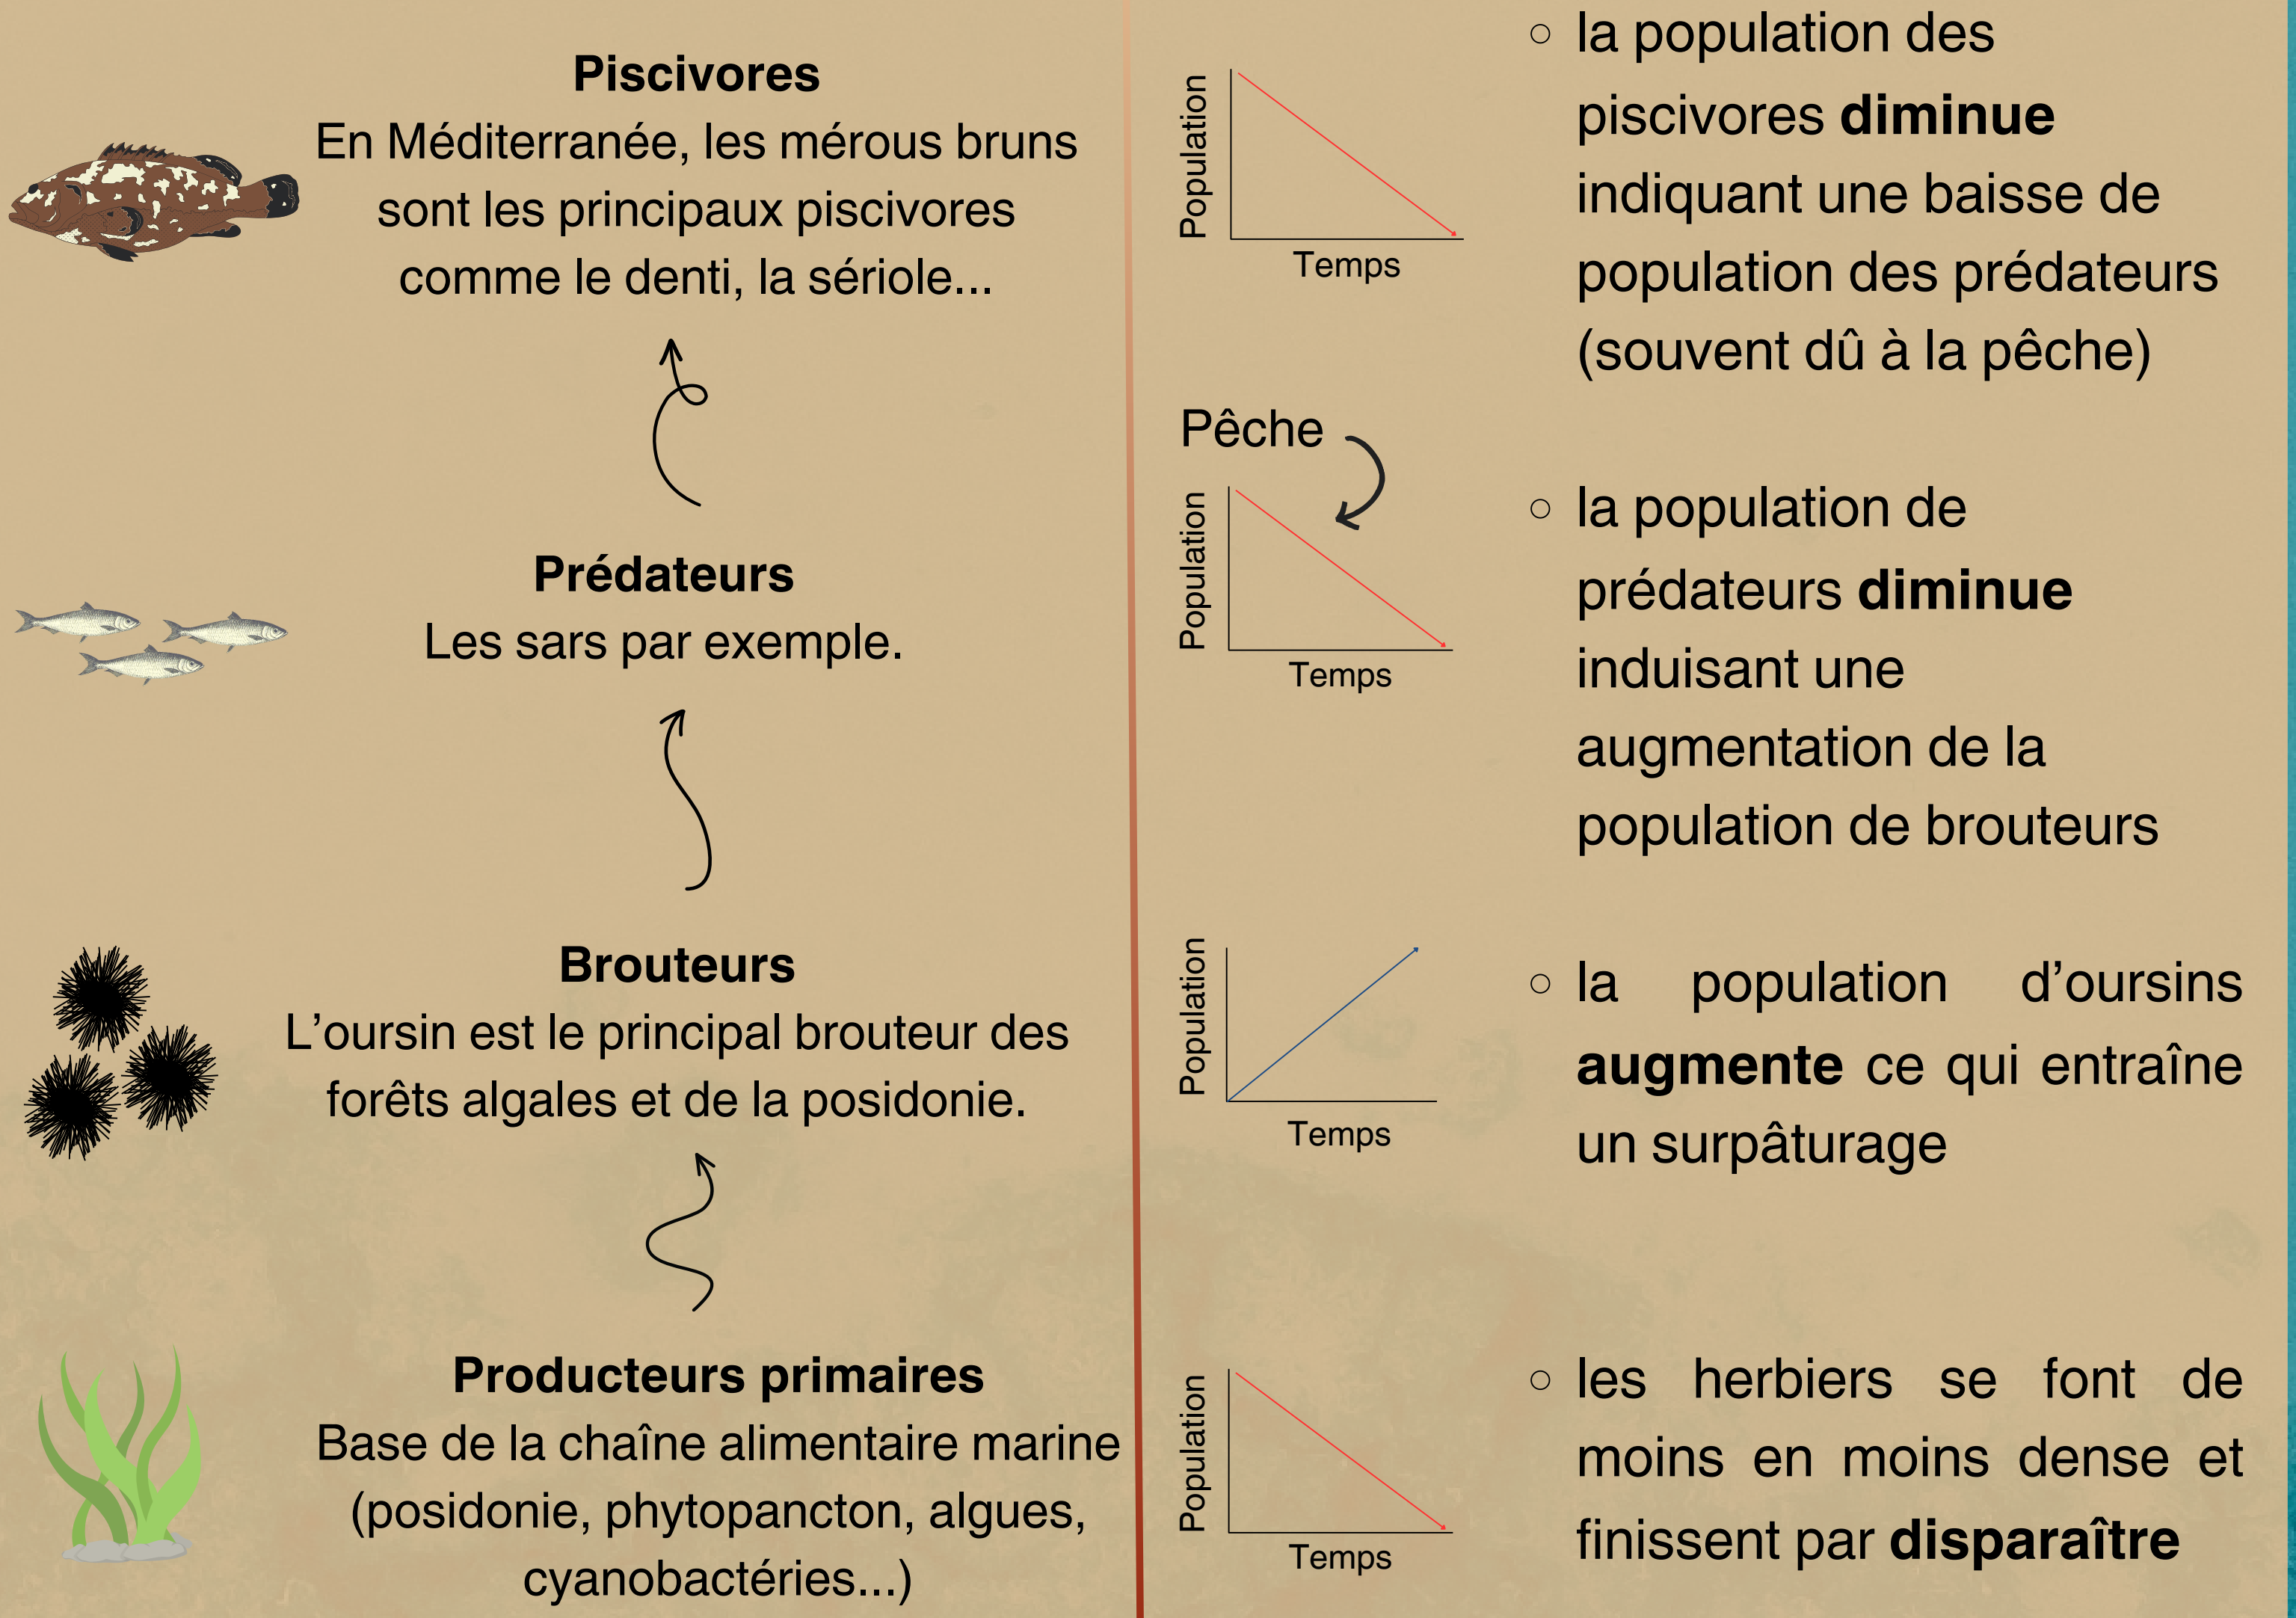 Piscivores
En Méditerranée, les mérous bruns
sont les principaux piscivores
comme le denti, la sériole...
Population
Temps
la population des
piscivores diminue
indiquant une baisse de
population des prédateurs
(souvent dû à la pêche)
Prédateurs
Les sars par exemple.
Pêche
Population
Temps
la population de
prédateurs diminue
induisant une
augmentation de la
population de brouteurs
Brouteurs
L'oursin est le principal brouteur des
forêts algales et de la posidonie.
Population
Temps
la population d'oursins
augmente ce qui entraîne
un surpâturage
Producteurs primaires
Base de la chaîne alimentaire marine
(posidonie, phytopancton, algues,
cyanobactéries...)
Population
Temps
les herbiers se font de
moins en moins dense et
finissent par disparaître